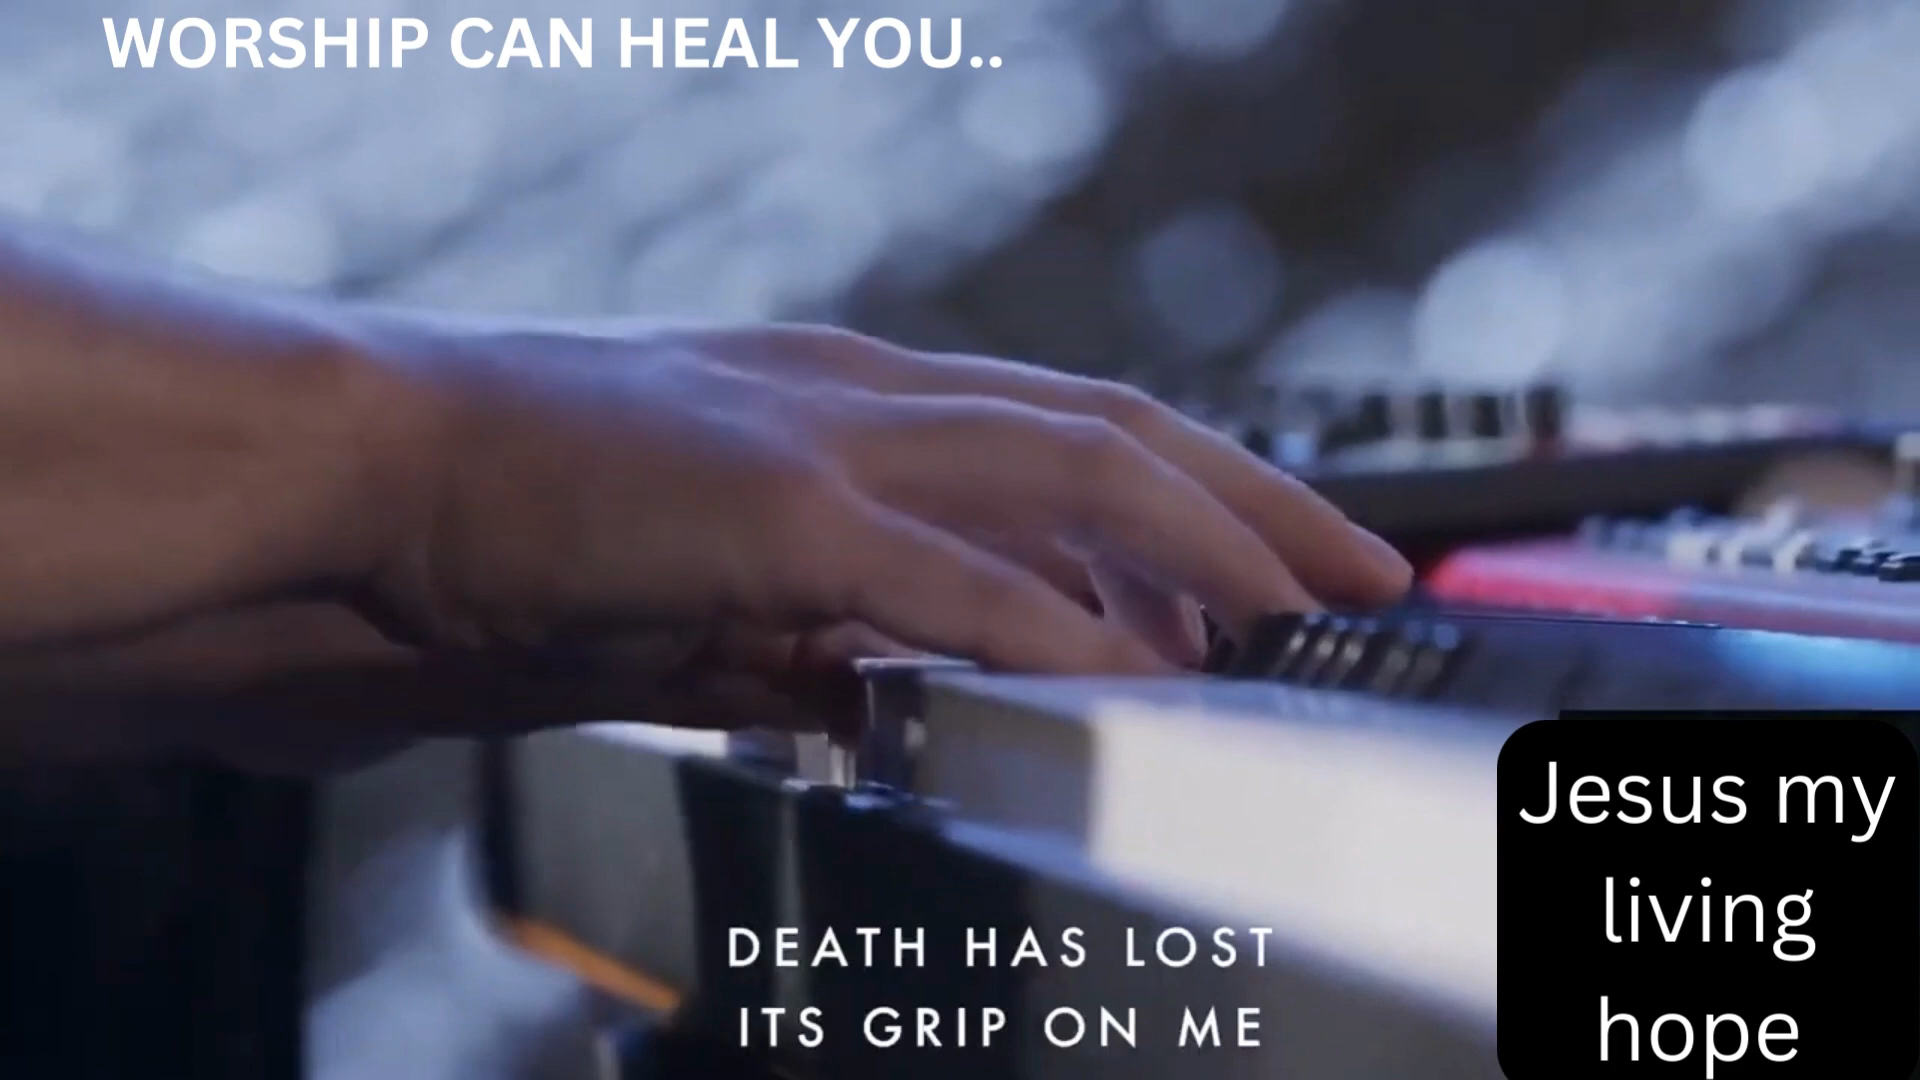 WORSHIP CAN HEAL YOU..
DEATH HAS LOST
ITS GRIP ON ME
Jesus my
living
hope